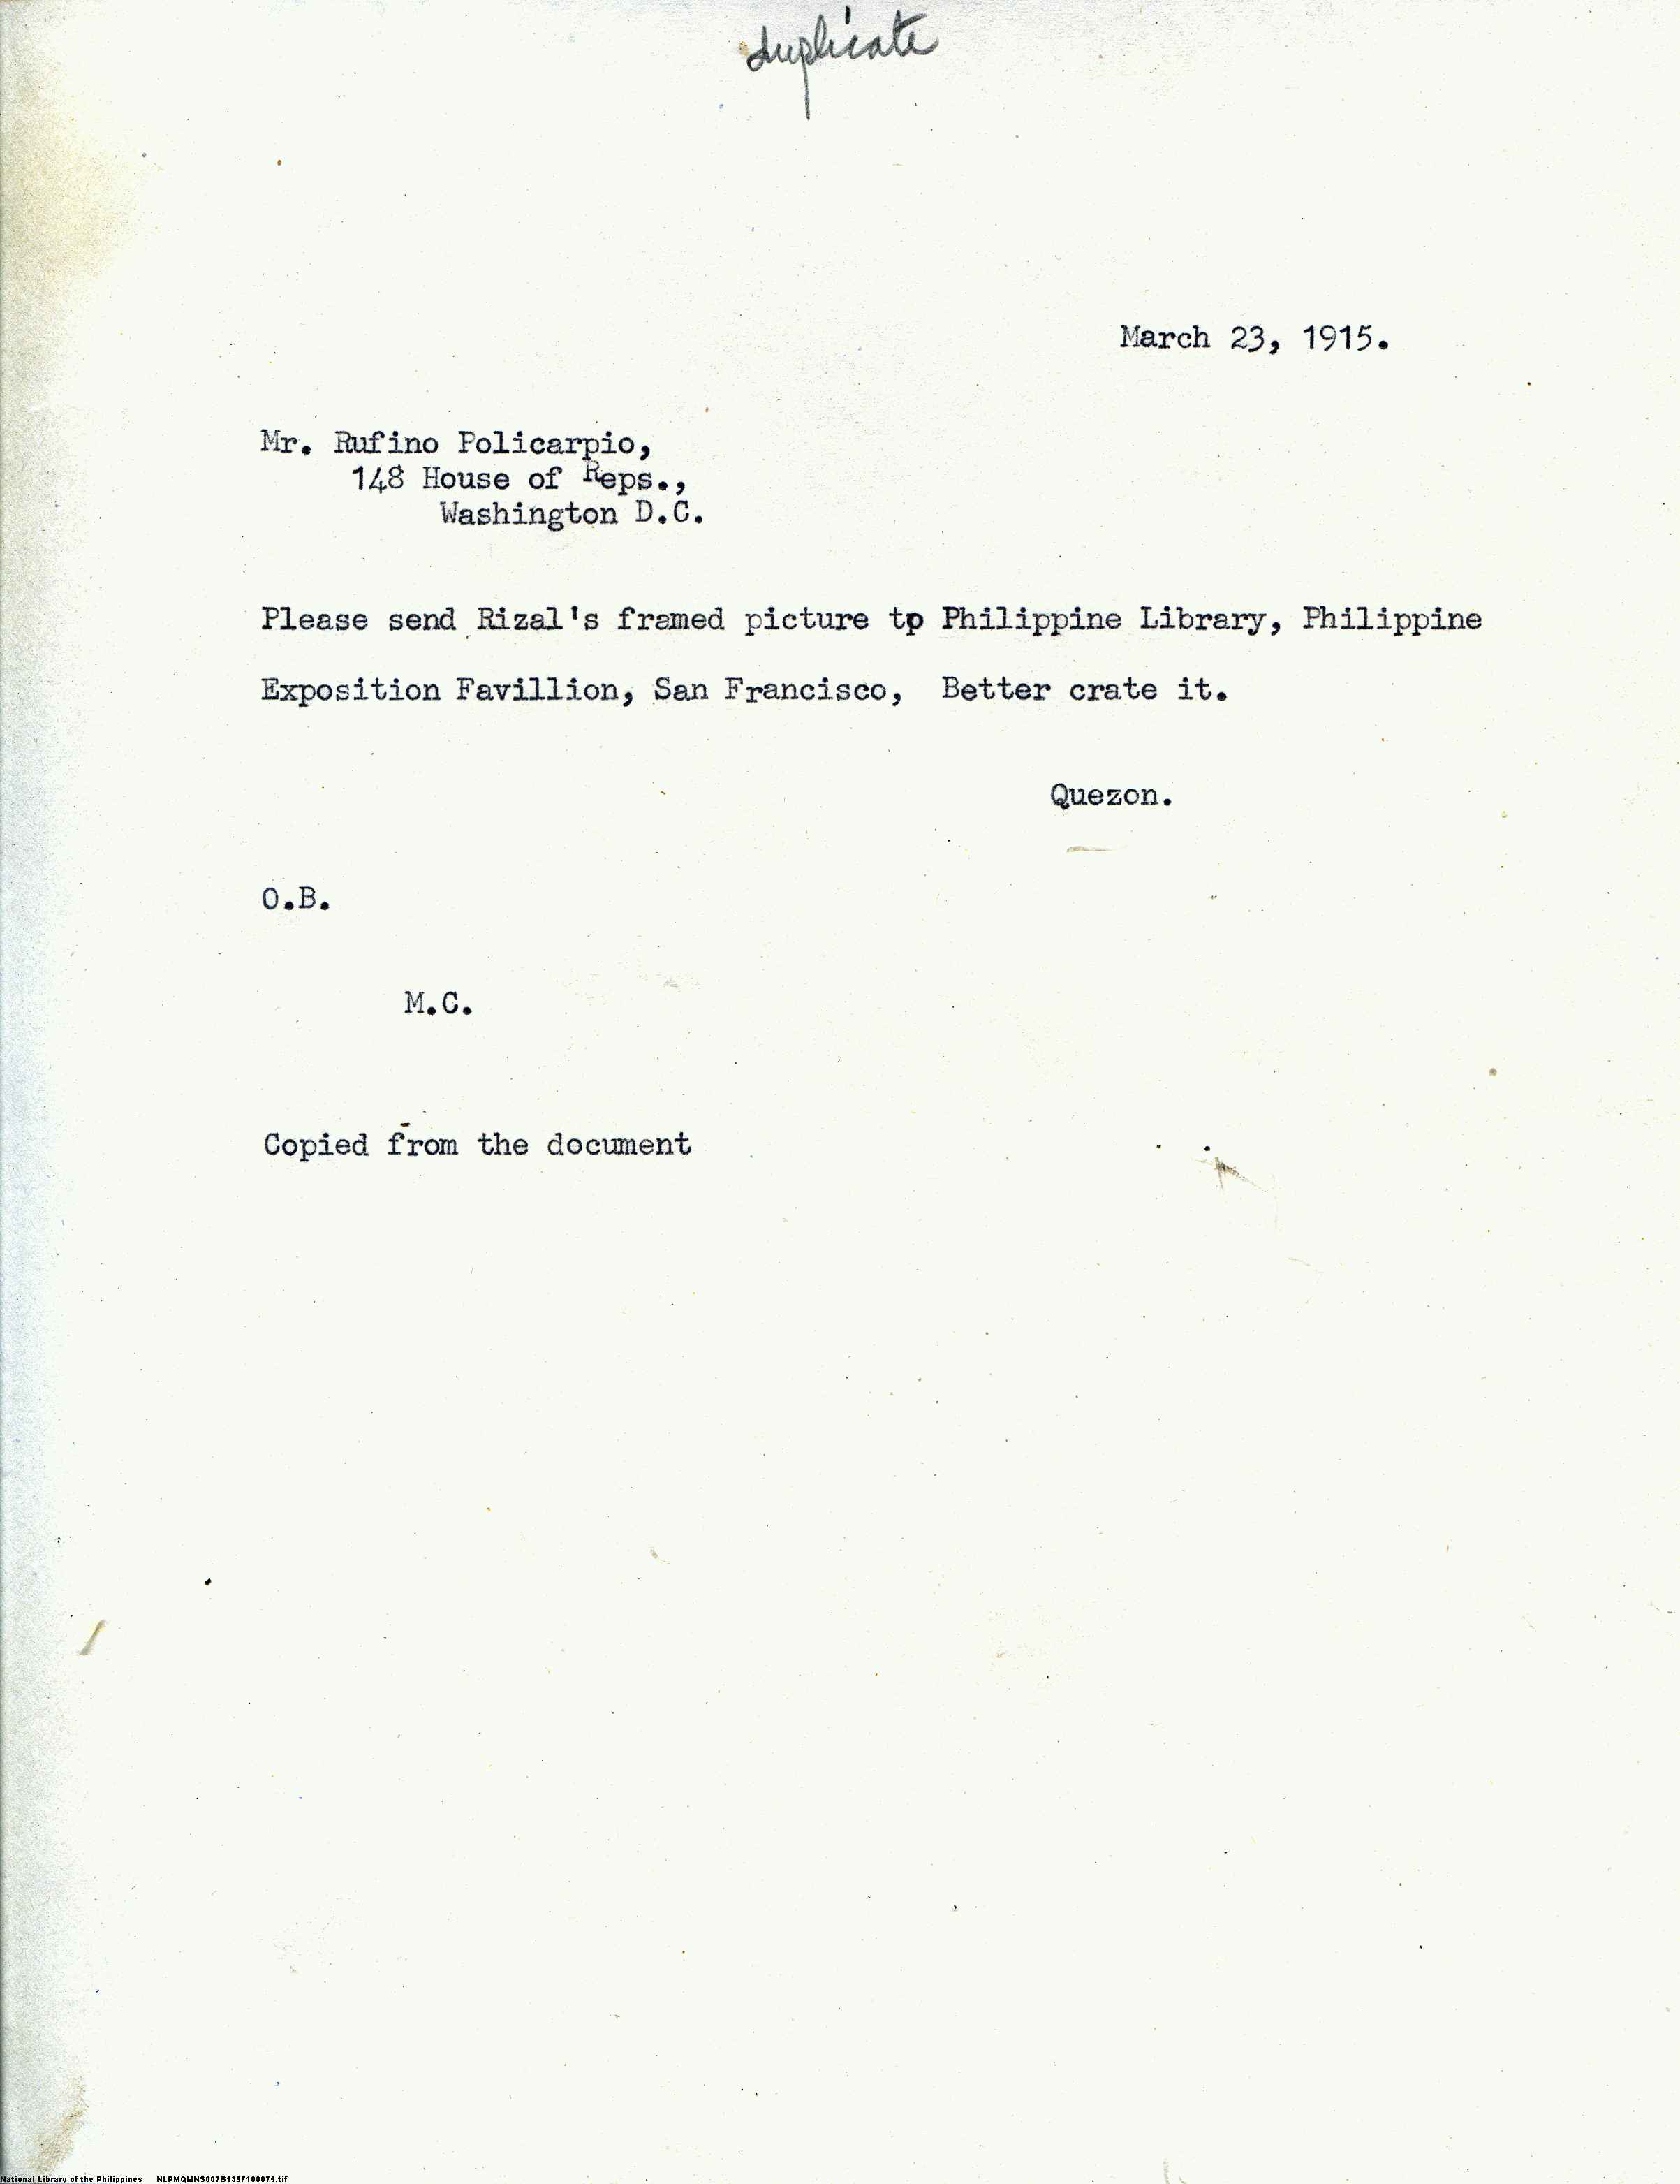 duplicate
March 23, 1915.
Mr. Rufino Policarpio,
148 House of Reps.,
Washington D.C.
Please send Rizal's framed picture tp Philippine Library, Philippine
Exposition Favillion, San Francisco, Better crate it.
Quezon.
O.B.
M.C.
Copied from the document
National Library of the Philippines NLPMQMNS007B135F100075.tif